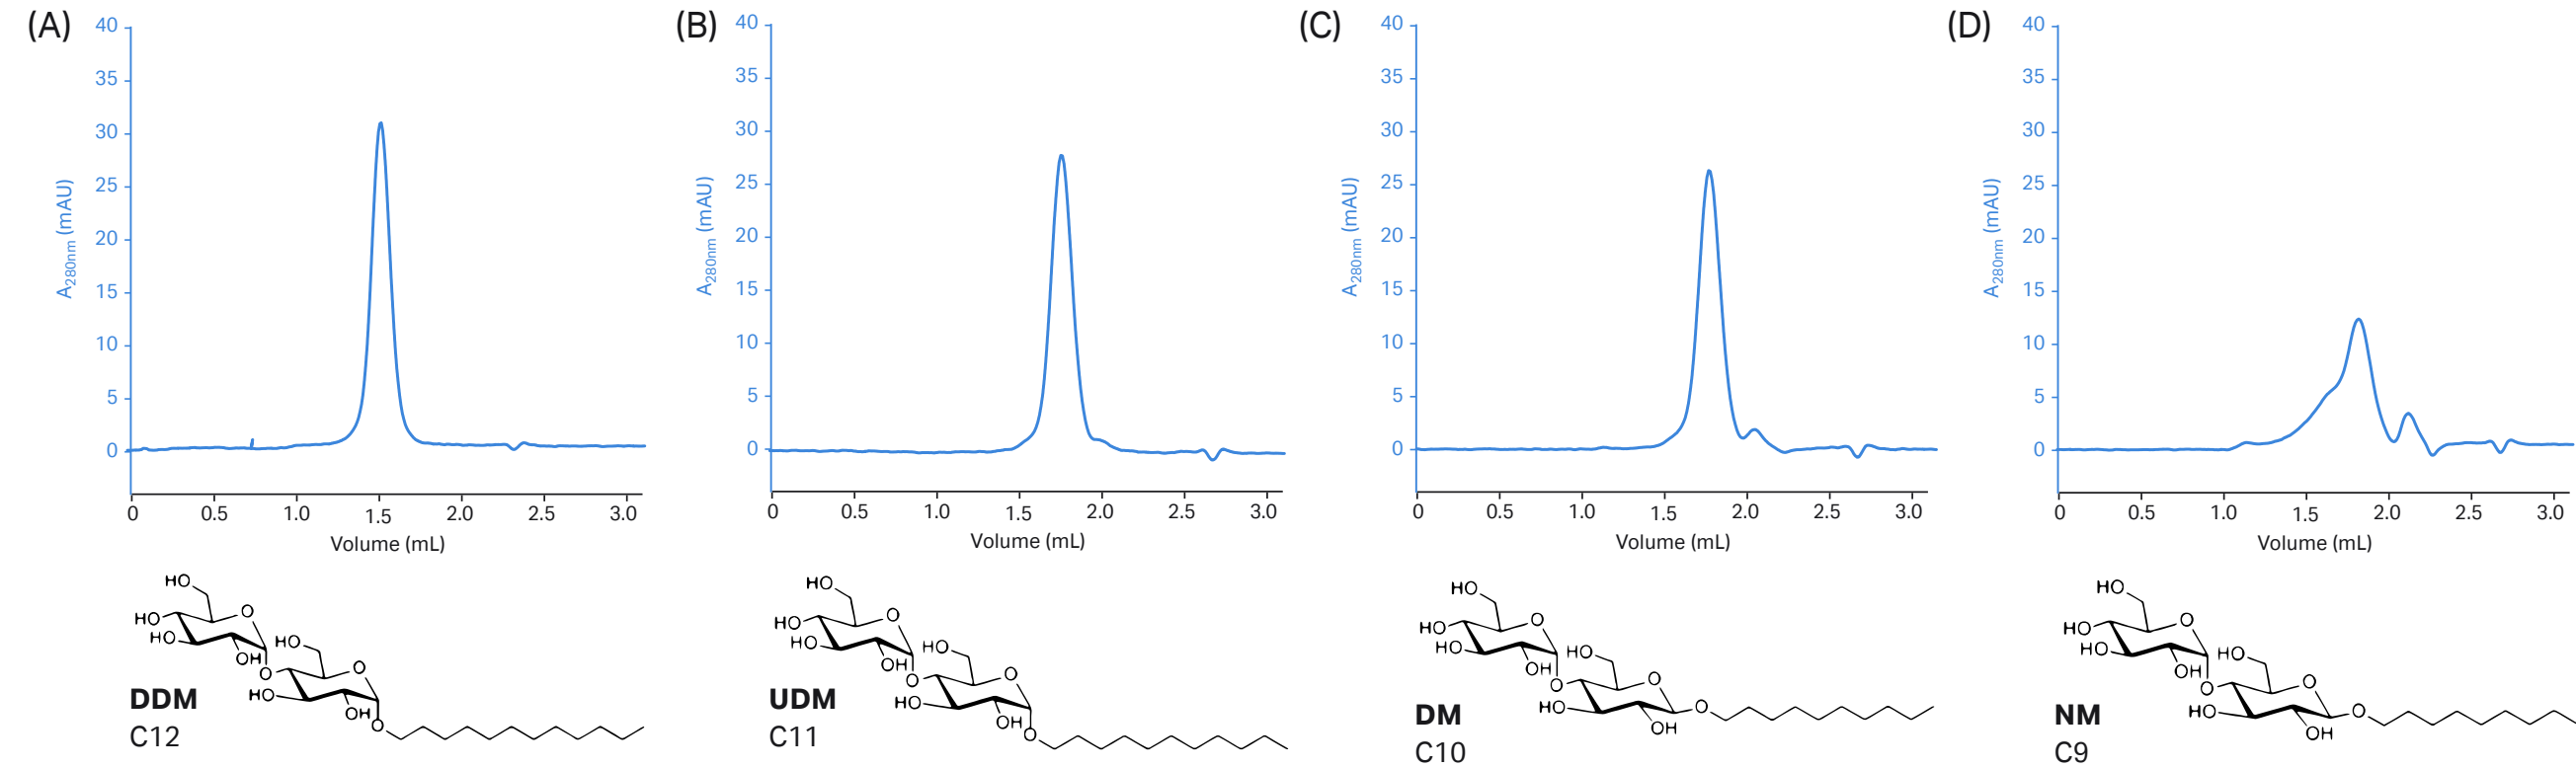 (A)
40
35
30
25
20
15
10
5
0
A280nm (mAU)
0 0.5 1.0 1.5 2.0 2.5 3.0
Volume (mL)
HO
O
HO
HO
OH
HO
O
O
HO
OH
O
DDM
C12
(B)
40
35
30
25
20
15
10
5
0
A280nm (mAU)
0 0.5 1.0 1.5 2.0 2.5 3.0
Volume (mL)
HO
O
HO
HO
OH
HO
O
O
HO
OH
O
UDM
C11
(C)
40
35
30
25
20
15
10
5
0
A280nm (mAU)
0 0.5 1.0 1.5 2.0 2.5 3.0
Volume (mL)
HO
O
HO
HO
OH
HO
O
O
HO
OH
O
DM
C10
(D)
40
35
30
25
20
15
10
5
0
A280nm (mAU)
0 0.5 1.0 1.5 2.0 2.5 3.0
Volume (mL)
HO
O
HO
HO
OH
HO
O
O
HO
OH
O
NM
C9